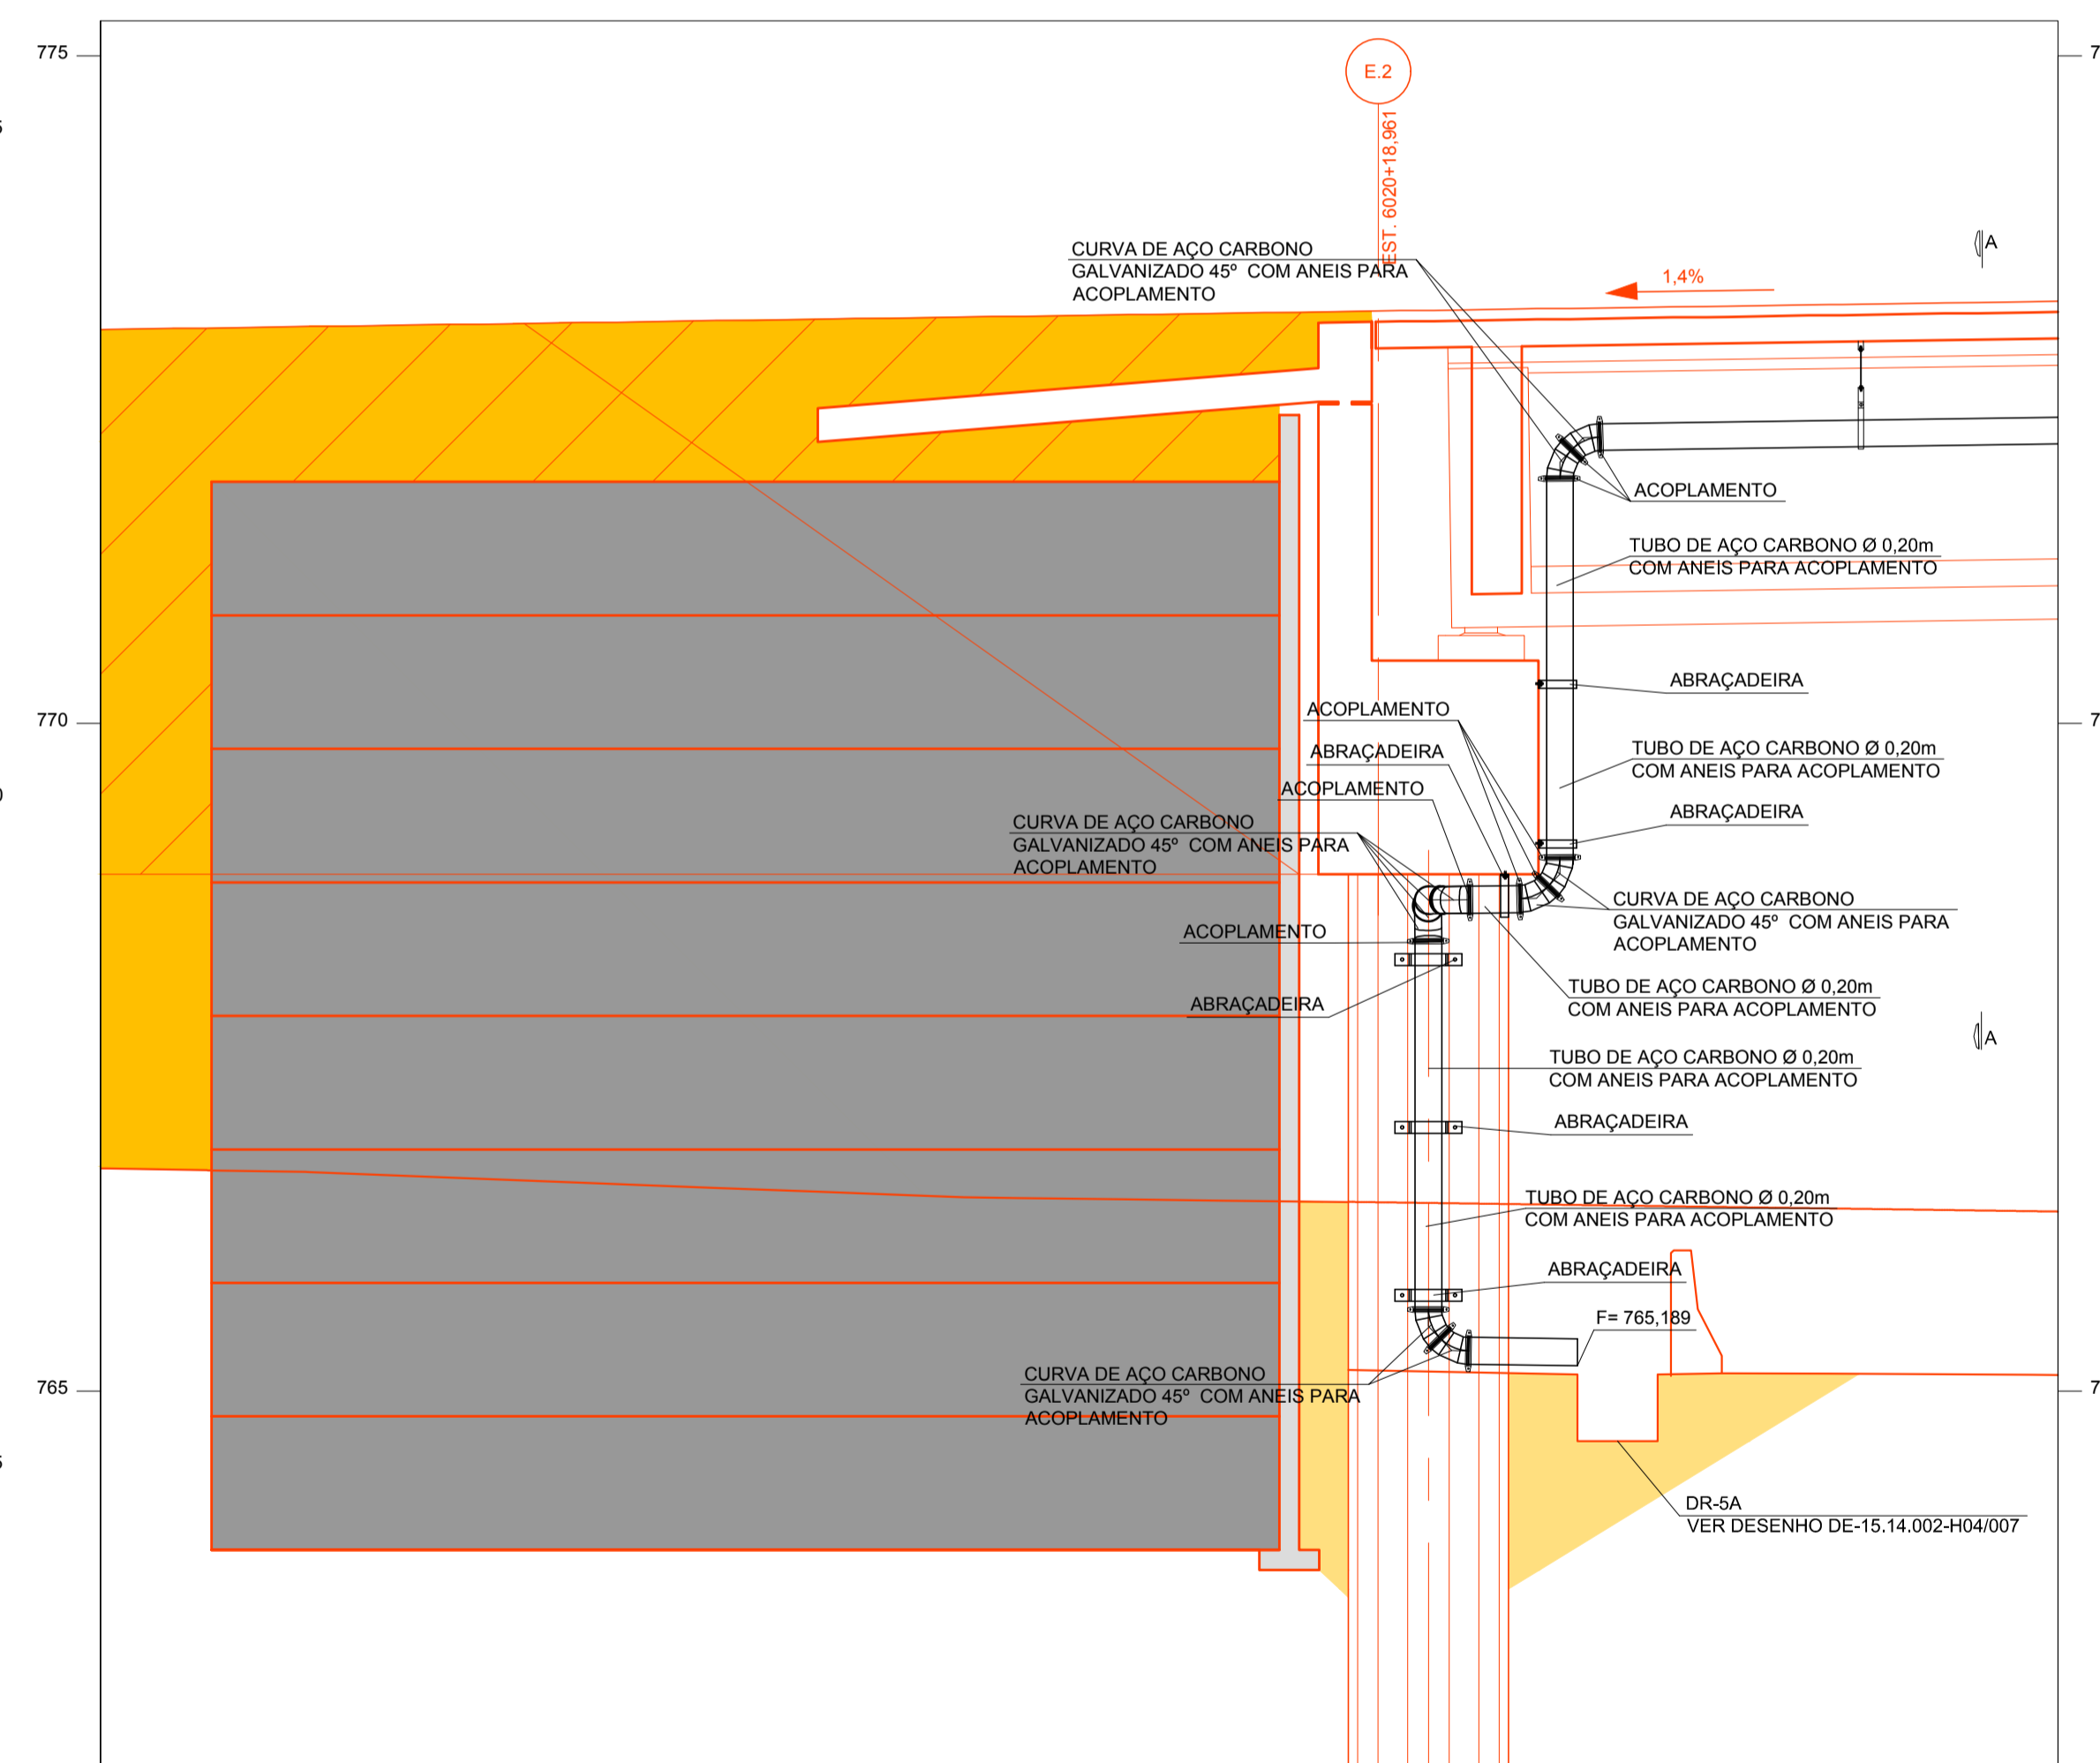 775
7
E.2
EST. 6020+18,961
5
CURVA DE AÇO CARBONO
GALVANIZADO 45º COM ANEIS PARA
ACOPLAMENTO
A
1,4%
ACOPLAMENTO
TUBO DE AÇO CARBONO Ø 0,20m
COM ANEIS PARA ACOPLAMENTO
ABRAÇADEIRA
770
7
ACOPLAMENTO
ABRAÇADEIRA
TUBO DE AÇO CARBONO Ø 0,20m
COM ANEIS PARA ACOPLAMENTO
ACOPLAMENTO
0
ABRAÇADEIRA
CURVA DE AÇO CARBONO
GALVANIZADO 45º COM ANEIS PARA
ACOPLAMENTO
CURVA DE AÇO CARBONO
GALVANIZADO 45º COM ANEIS PARA
ACOPLAMENTO
ACOPLAMENTO
ABRAÇADEIRA
TUBO DE AÇO CARBONO Ø 0,20m
COM ANEIS PARA ACOPLAMENTO
A
TUBO DE AÇO CARBONO Ø 0,20m
COM ANEIS PARA ACOPLAMENTO
ABRAÇADEIRA
TUBO DE AÇO CARBONO Ø 0,20m
COM ANEIS PARA ACOPLAMENTO
ABRAÇADEIRA
F= 765,189
765
7
CURVA DE AÇO CARBONO
GALVANIZADO 45º COM ANEIS PARA
ACOPLAMENTO
5
DR-5A
VER DESENHO DE-15.14.002-H04/007